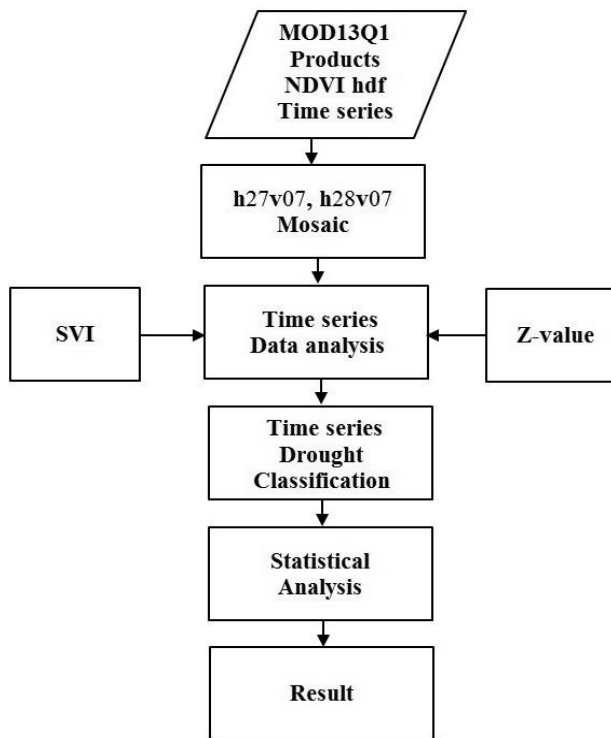 MOD13Q1
Products
NDVI hdf
Time series
h27v07, h28v07
Mosaic
SVI
Time series
Data analysis
Z-value
Time series
Drought
Classification
Statistical
Analysis
Result